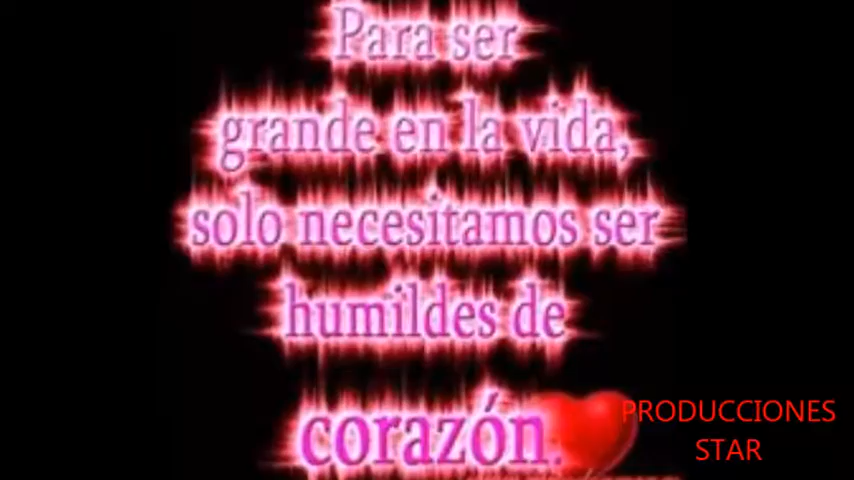 Para ser
grande en la vida,
solo necesitamos ser
humildes de
corazón.
PRODUCCIONES
STAR